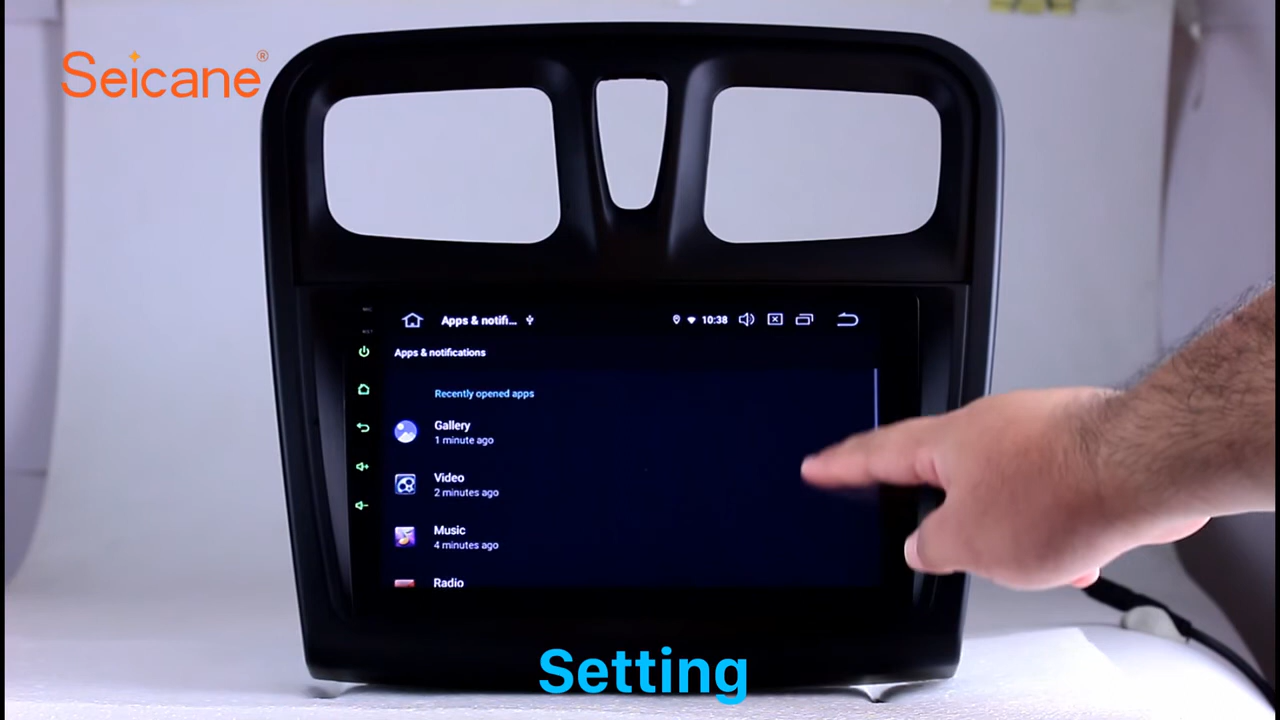 Seicane®
Apps & notifi... 10:38
Apps & notifications
Recently opened apps
Gallery
1 minute ago
Video
2 minutes ago
Music
4 minutes ago
Radio
Setting